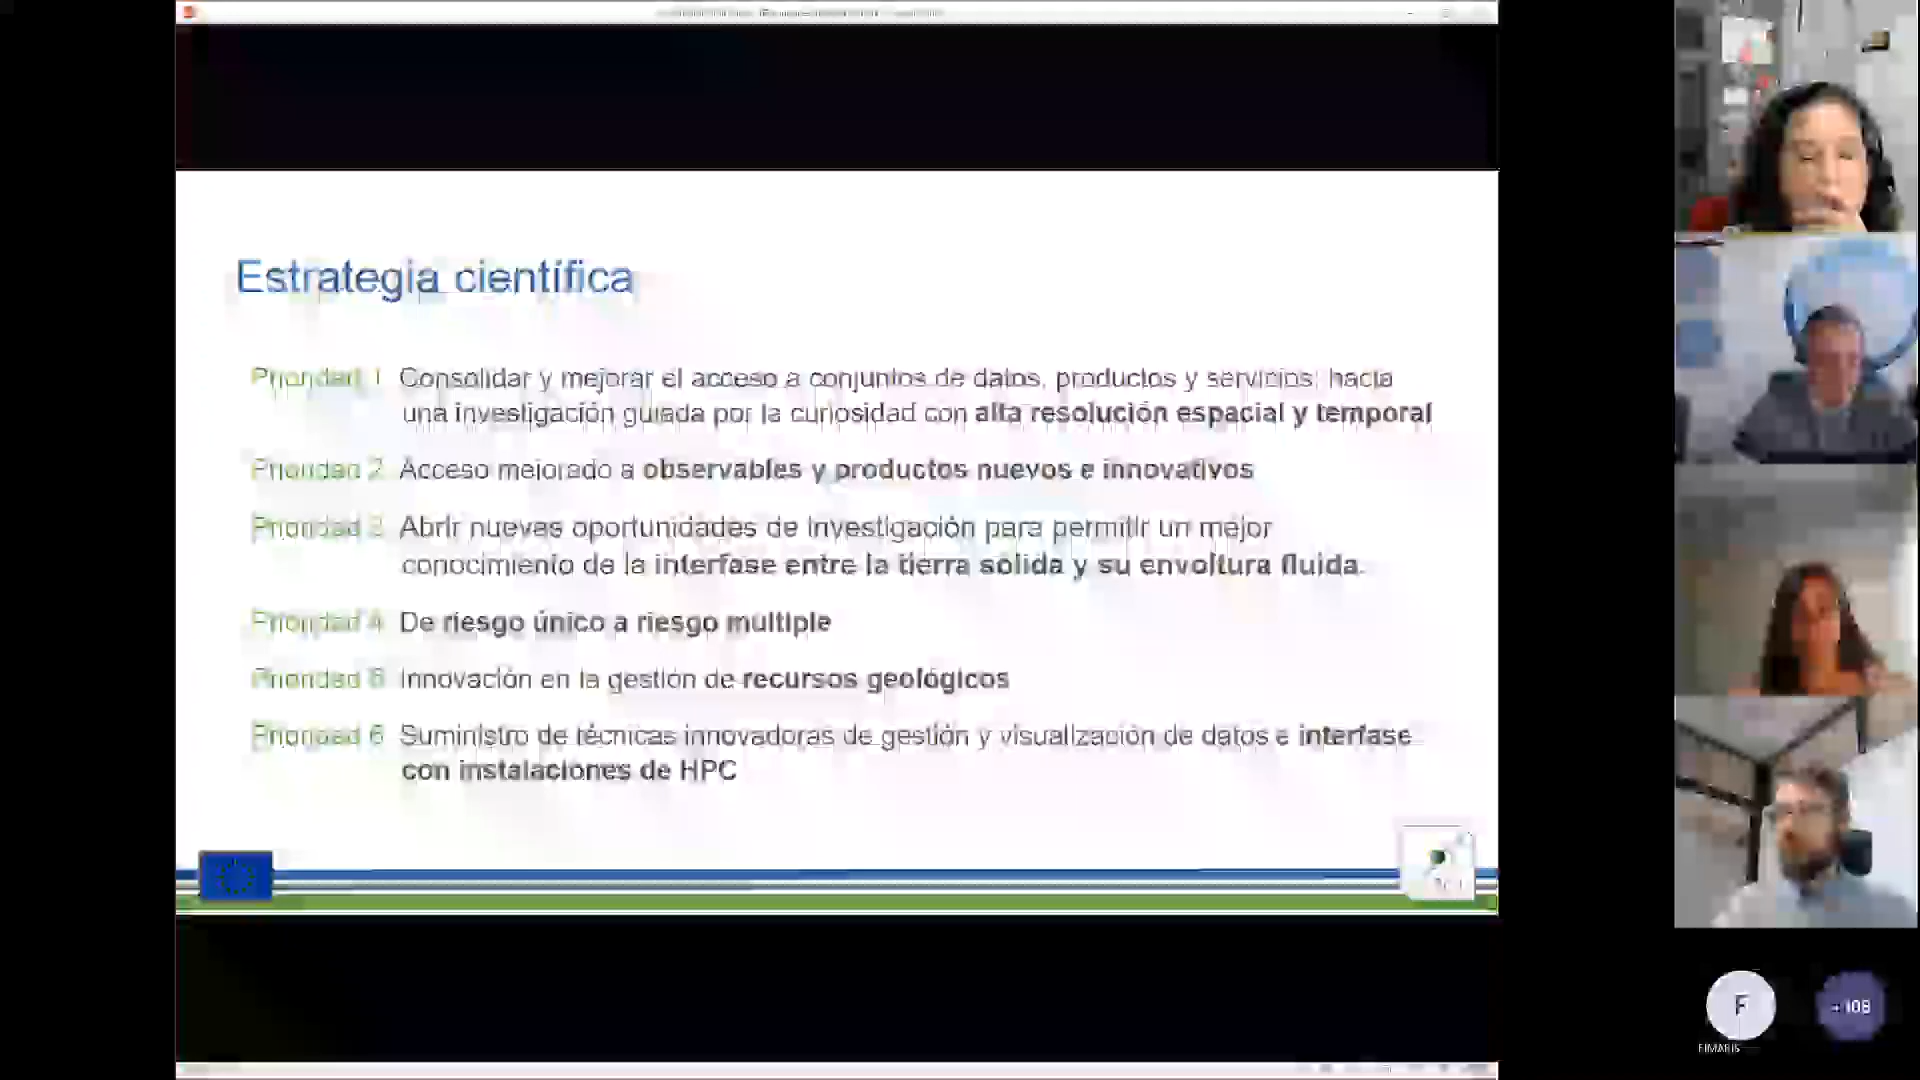 Estrategia científica
Prioridad 1 Consolidar y mejorar el acceso a conjuntos de datos, productos y servicios: hacia
una investigación guiada por la curiosidad con alta resolución espacial y temporal
Prioridad 2 Acceso mejorado a observables y productos nuevos e innovativos
Prioridad 3 Abrir nuevas oportunidades de investigación para permitir un mejor
conocimiento de la interfase entre la tierra solida y su envoltura fluida.
Prioridad 4 De riesgo único a riesgo multiple
Prioridad 5 Innovación en la gestión de recursos geológicos
Prioridad 6 Suministro de técnicas innovadoras de gestión y visualización de datos e interfase
con instalaciones de HPC
F
+108